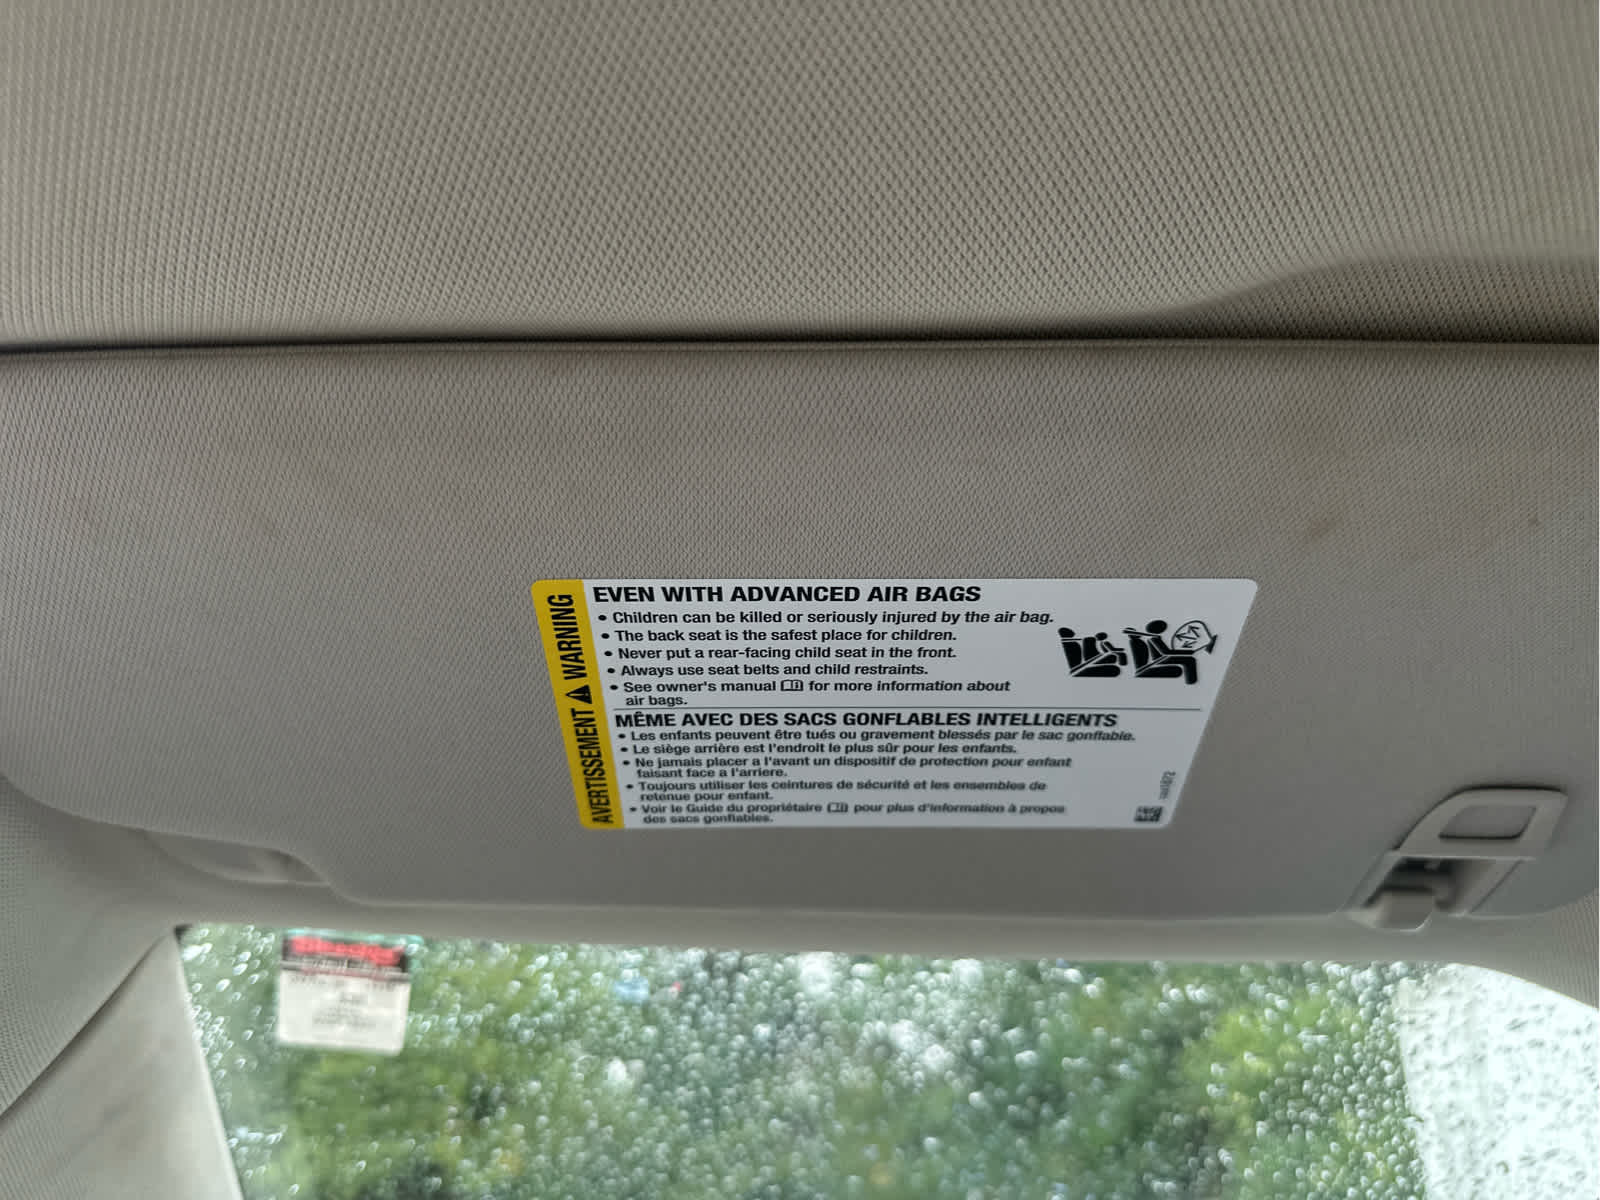 AVERTISSEMENT ⚠ WARNING
EVEN WITH ADVANCED AIR BAGS
• Children can be killed or seriously injured by the air bag.
• The back seat is the safest place for children.
• Never put a rear-facing child seat in the front.
• Always use seat belts and child restraints.
• See owner's manual for more information about
air bags.
MÊME AVEC DES SACS GONFLABLES INTELLIGENTS
• Les enfants peuvent être tués ou gravement blessés par le sac gonflable.
• Le siège arrière est l'endroit le plus sûr pour les enfants.
• Ne jamais placer a l'avant un dispositif de protection pour enfant
faisant face a l'arriere.
• Toujours utiliser les ceintures de sécurité et les ensembles de
retenue pour enfant.
• Voir le Guide du propriétaire pour plus d'information à propos
des sacs gonflables.